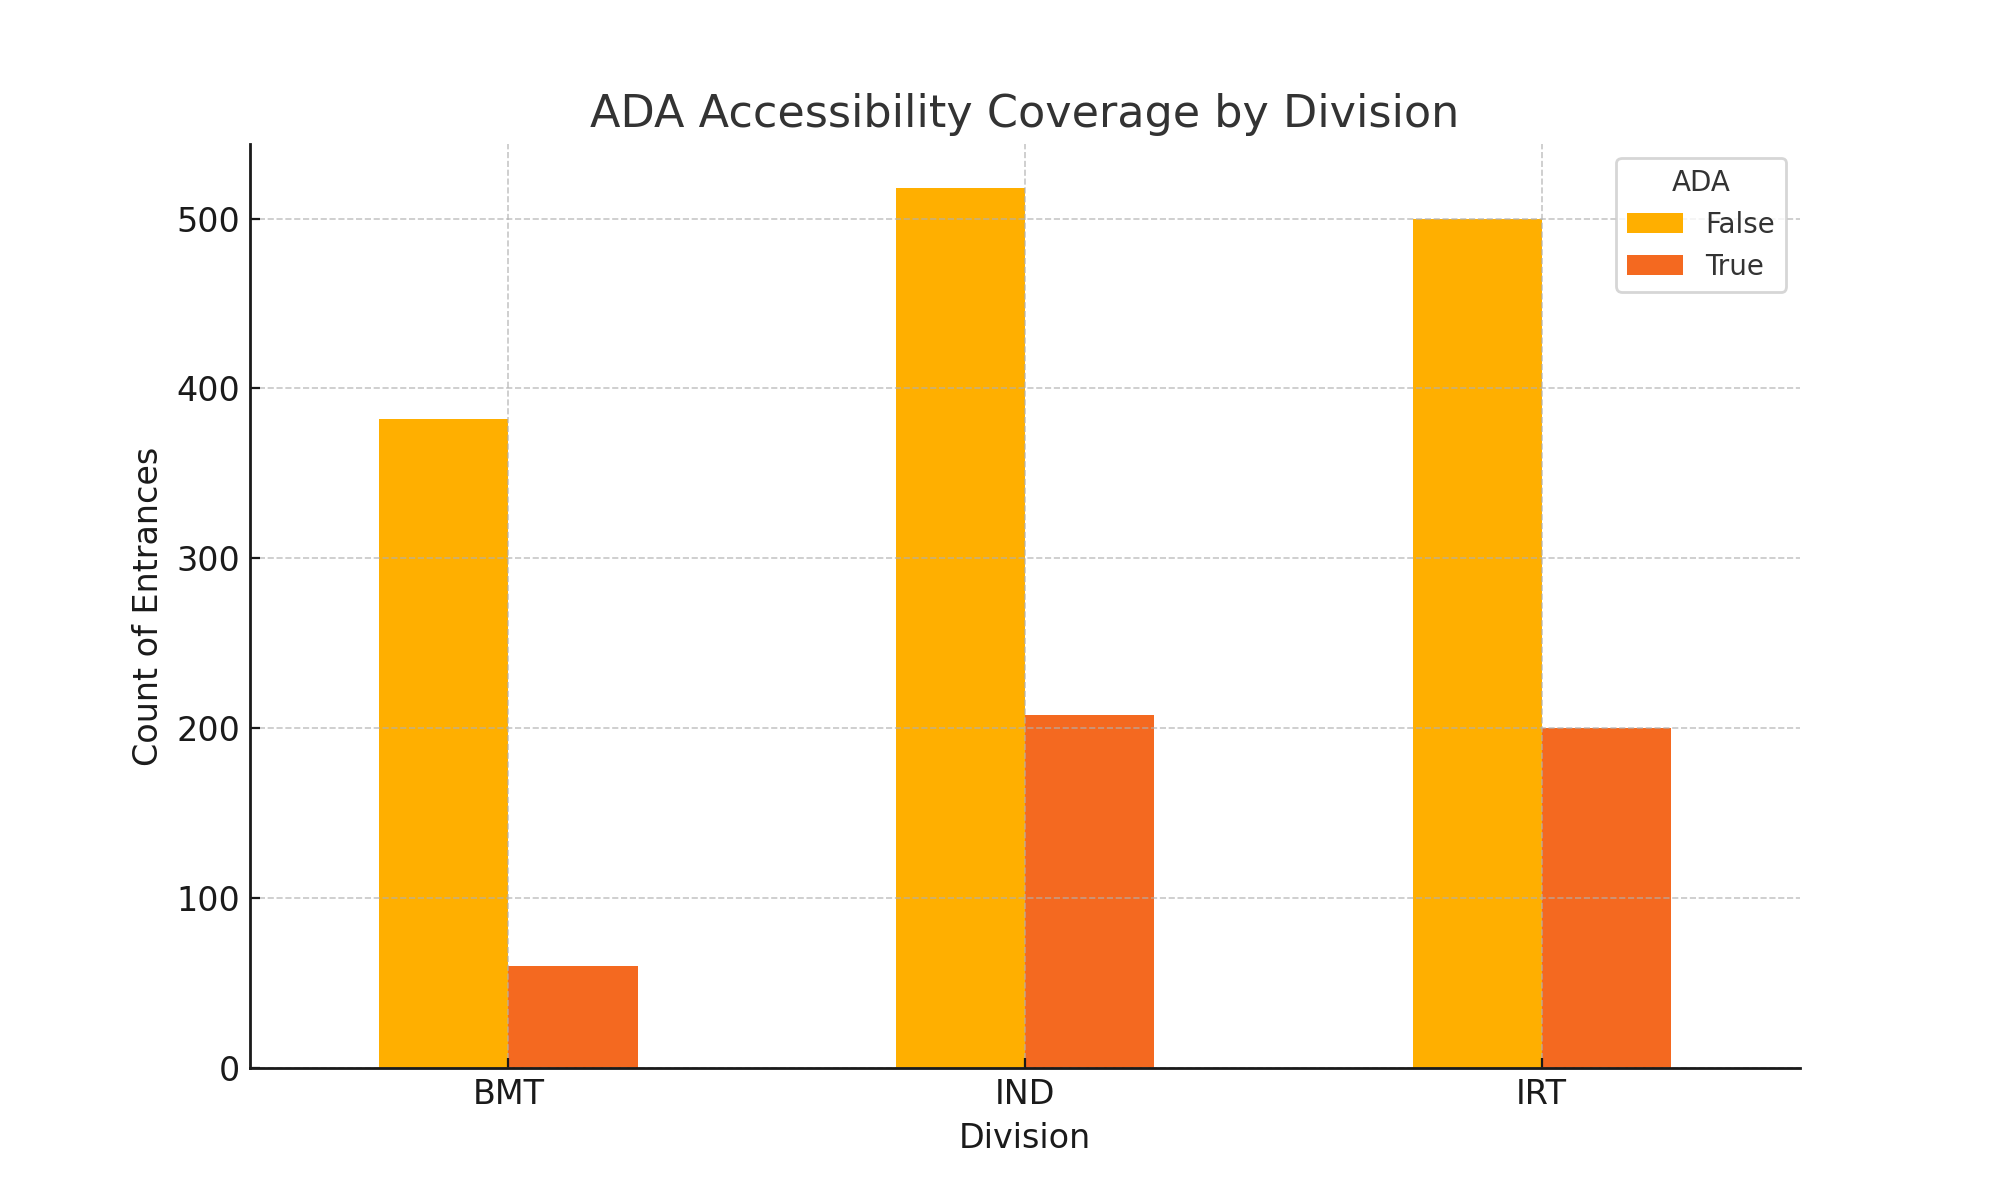 ADA Accessibility Coverage by Division
ADA
False
True
Count of Entrances
500
400
300
200
100
0
BMT
IND
IRT
Division